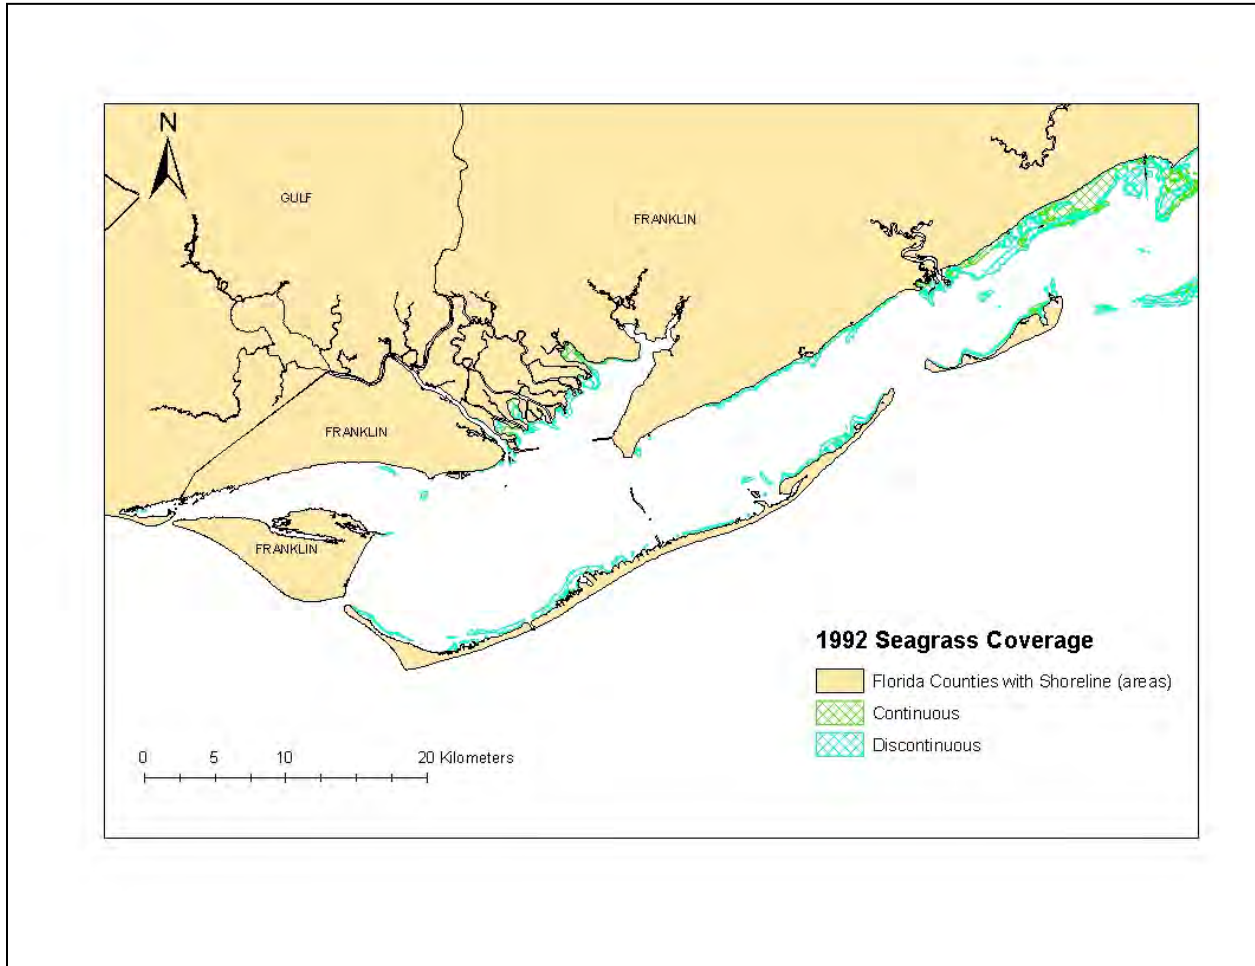 N
GULF
FRANKLIN
FRANKLIN
FRANKLIN
1992 Seagrass Coverage
Florida Counties with Shoreline (areas)
Continuous
Discontinuous
0 5 10 20 Kilometers